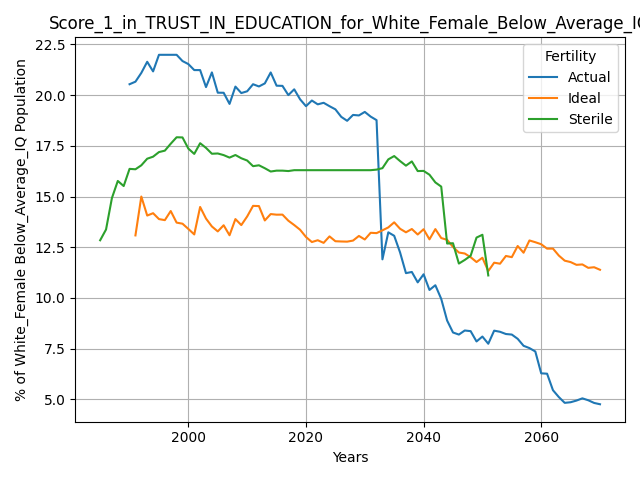 Score_1_in_TRUST_IN_EDUCATION_for_White_Female_Below_Average_IQ
22.5
20.0
17.5
15.0
12.5
10.0
7.5
5.0
% of White_Female Below_Average_IQ Population
Fertility
Actual
Ideal
Sterile
2000
2020
2040
2060
Years